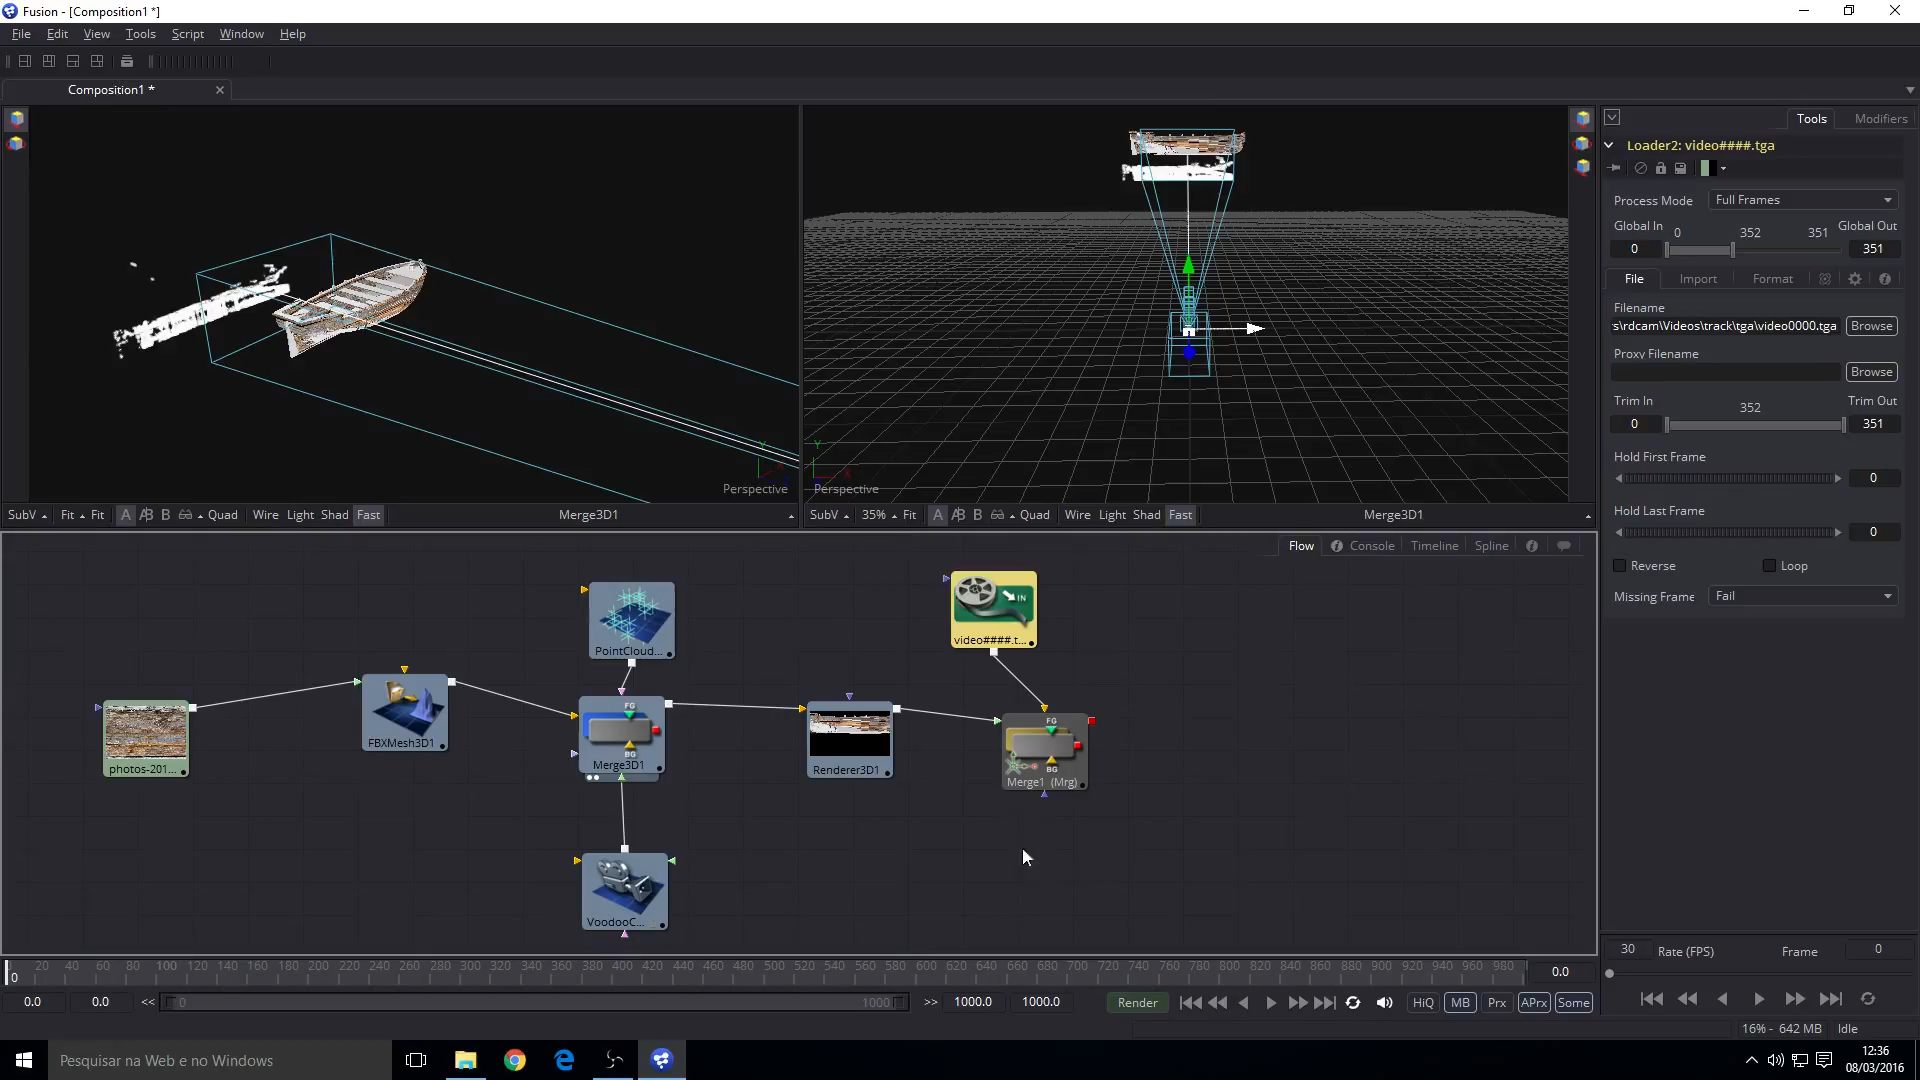 Fusion - [Composition1 *]
File Edit View Tools Script Window Help
Composition1 *
Perspective
Perspective
SubV Fit Fit A AB B Quad Wire Light Shad Fast Merge3D1
SubV 35% Fit A AB B Quad Wire Light Shad Fast Merge3D1
Flow Console Timeline Spline
PointCloud...
video####.t...
photos-201...
FBXMesh3D1
FG
BG
Merge3D1
Renderer3D1
FG
BG
Merge1 (Mrg)
VoodooC...
IN
Tools Modifiers
Loader2: video####.tga
Process Mode Full Frames
Global In 0 352 351 Global Out
0 351
File Import Format
Filename
s\rdcam\Videos\track\tga\video0000.tga Browse
Proxy Filename
Browse
Trim In 352 Trim Out
0 351
Hold First Frame
0
Hold Last Frame
0
Reverse Loop
Missing Frame Fail
0 20 40 60 80 100 120 140 160 180 200 220 240 260 280 300 320 340 360 380 400 420 440 460 480 500 520 540 560 580 600 620 640 660 680 700 720 740 760 780 800 820 840 860 880 900 920 940 960 980 0.0
0.0 0.0 << 0 1000 >> 1000.0 1000.0 Render HiQ MB Prx APrx Some
30 Rate (FPS) Frame 0
16% - 642 MB Idle
Pesquisar na Web e no Windows
12:36
08/03/2016